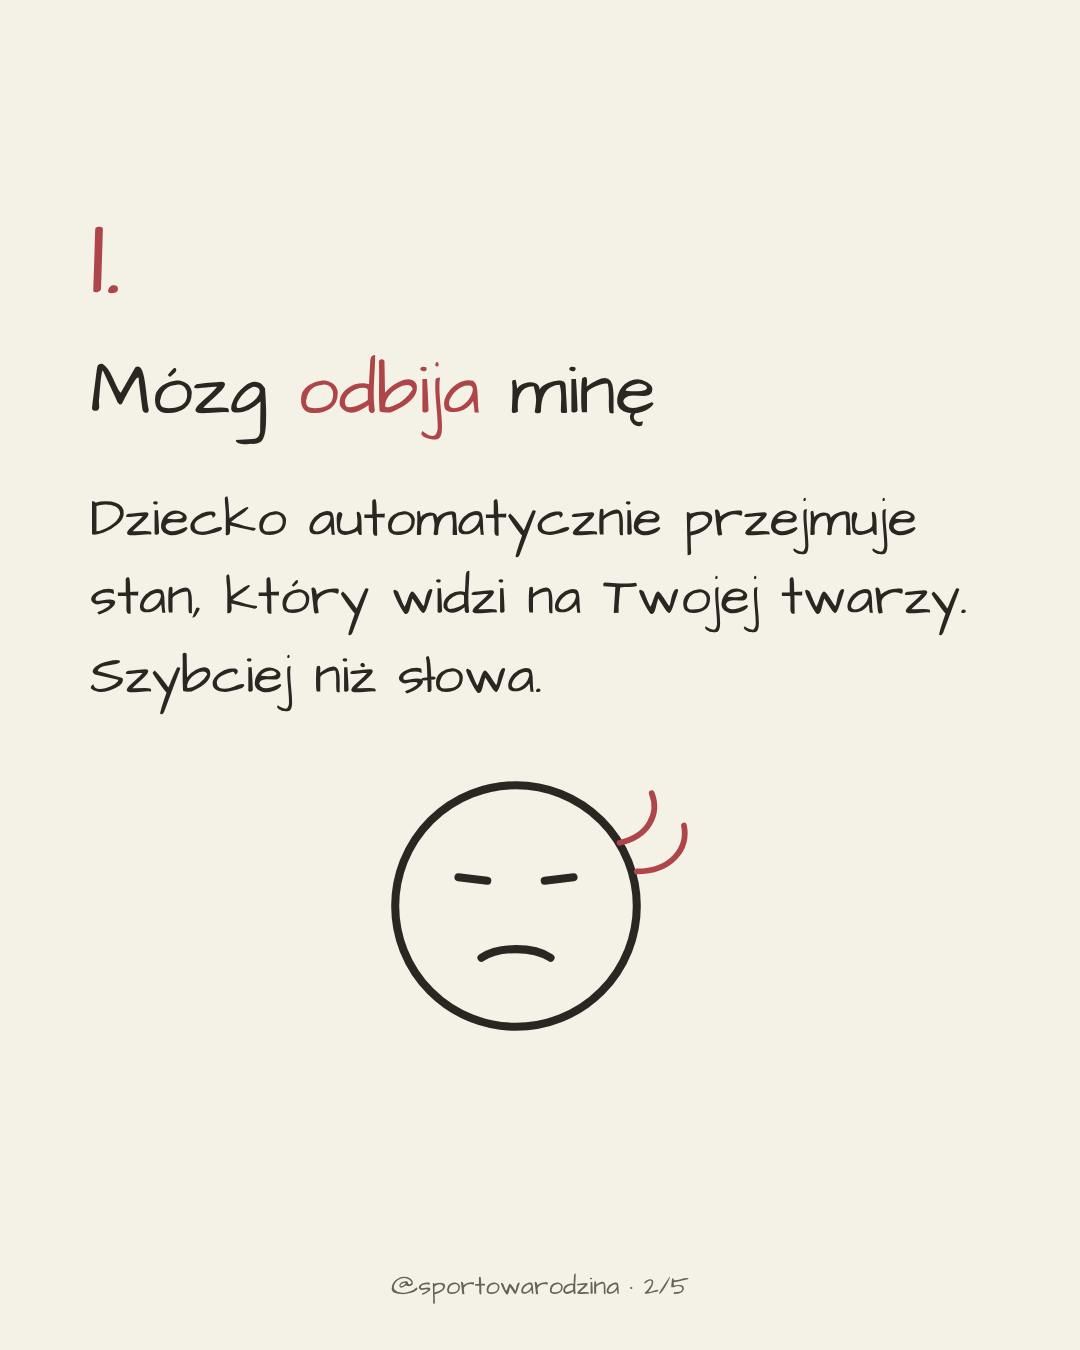 1.
Mózg odbija minę
Dziecko automatycznie przejmuje
stan, który widzi na Twojej twarzy.
Szybciej niż słowa.
@sportowarodzina · 2/5